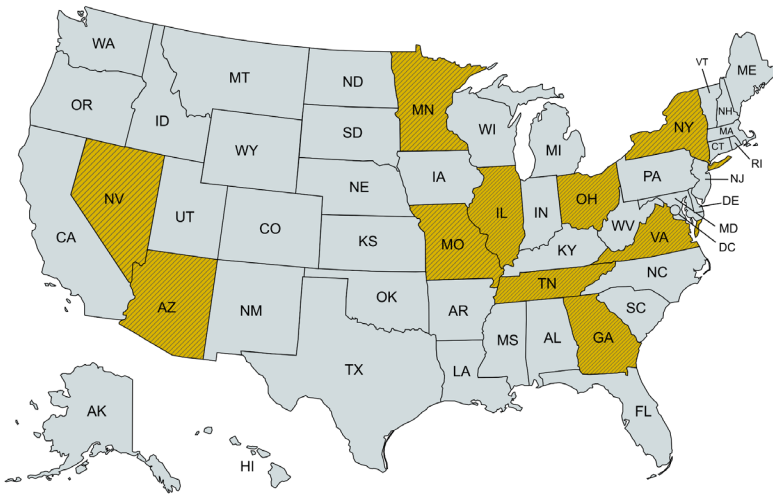 WA
MT
ND
MN
VT
ME
OR
ID
SD
WI
NH
NY
MA
WY
MI
CT
RI
IA
PA
NJ
NV
NE
IL
IN
OH
DE
UT
CO
WV
MD
CA
KS
MO
KY
VA
DC
TN
NC
AZ
NM
OK
AR
SC
MS
AL
GA
TX
LA
AK
FL
HI